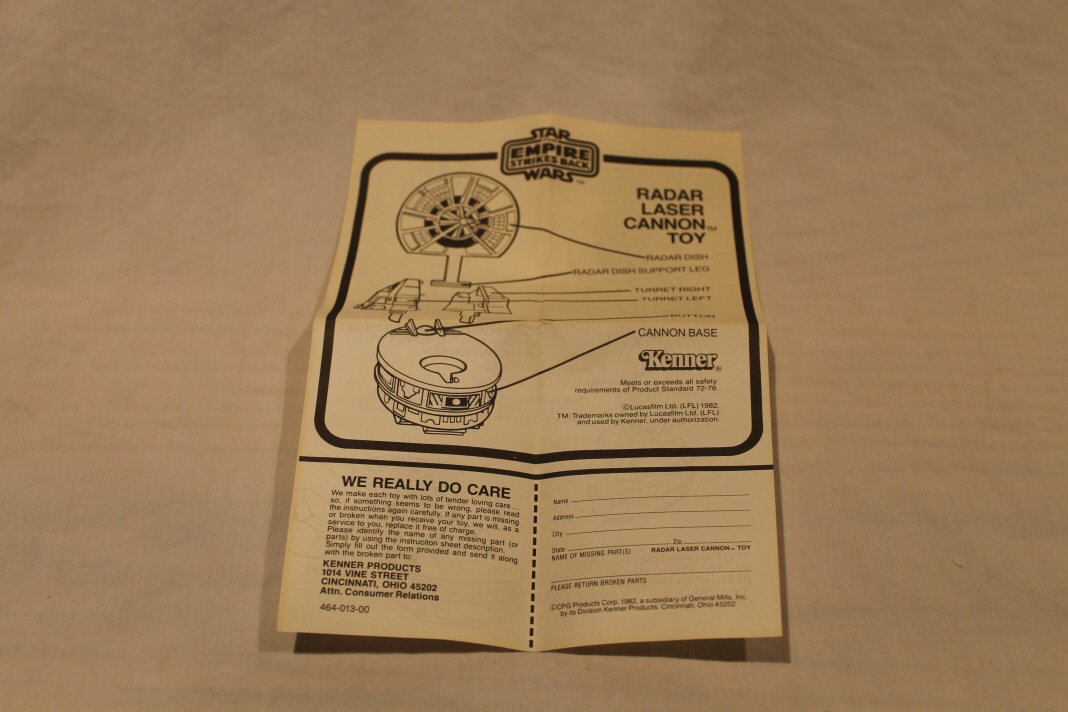 STAR
THE
EMPIRE
STRIKES BACK
WARS™
RADAR
LASER
CANNON™
TOY
RADAR DISH
RADAR DISH SUPPORT LEG
TURRET RIGHT
TURRET LEFT
BUTTON
CANNON BASE
Kenner®
Meets or exceeds all safety
requirements of Product Standard 72-76.
©Lucasfilm Ltd. (LFL) 1982.
TM: Trademarks owned by Lucasfilm Ltd. (LFL)
and used by Kenner, under authorization.
WE REALLY DO CARE
We make each toy with lots of tender loving care...
so, if something seems to be wrong, please read
the instructions again carefully. If any part is missing
or broken when you receive your toy, we will, as a
service to you, replace it free of charge.
Please identify the name of any missing part (or
parts) by using the instruciton sheet description.
Simply fill out the form provided and send it along
with the broken part to:
KENNER PRODUCTS
1014 VINE STREET
CINCINNATI, OHIO 45202
Attn. Consumer Relations
464-013-00
Name
Address
City
State Zip
NAME OF MISSING PART(S) RADAR LASER CANNON™ TOY
PLEASE RETURN BROKEN PARTS
©CPG Products Corp. 1982, a subsidiary of General Mills, Inc.
by its Division Kenner Products, Cincinnati, Ohio 45202